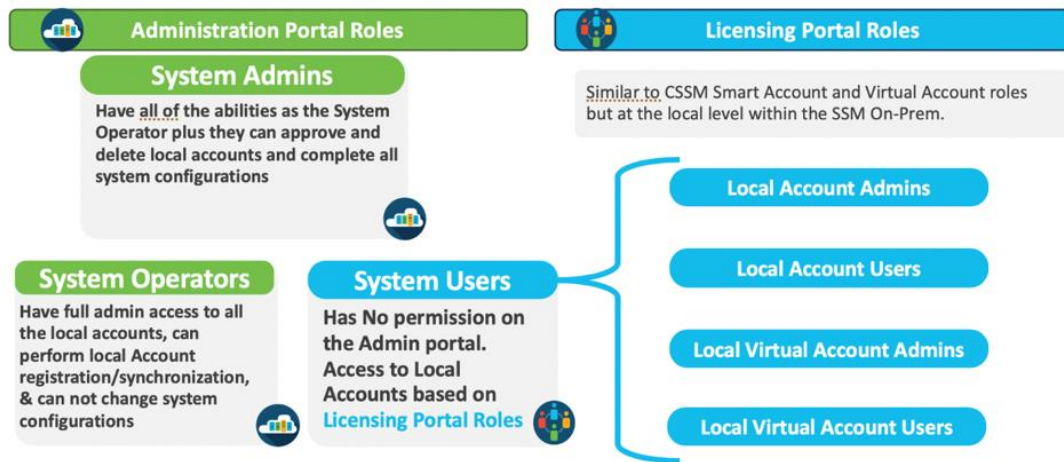 Administration Portal Roles
System Admins
Have all of the abilities as the System
Operator plus they can approve and
delete local accounts and complete all
system configurations
System Operators
Have full admin access to all
the local accounts, can
perform local Account
registration/synchronization,
& can not change system
configurations
System Users
Has No permission on
the Admin portal.
Access to Local
Accounts based on
Licensing Portal Roles
Licensing Portal Roles
Similar to CSSM Smart Account and Virtual Account roles
but at the local level within the SSM On-Prem.
Local Account Admins
Local Account Users
Local Virtual Account Admins
Local Virtual Account Users